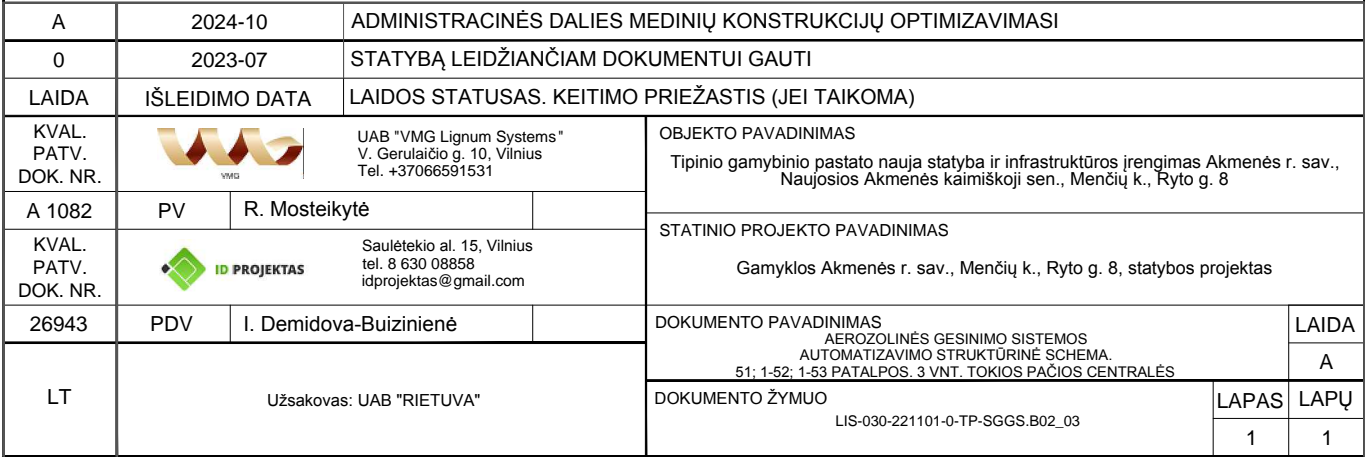 A 2024-10 ADMINISTRACINĖS DALIES MEDINIŲ KONSTRUKCIJŲ OPTIMIZAVIMASI
0 2023-07 STATYBĄ LEIDŽIANČIAM DOKUMENTUI GAUTI
LAIDA IŠLEIDIMO DATA LAIDOS STATUSAS. KEITIMO PRIEŽASTIS (JEI TAIKOMA)
KVAL.
PATV.
DOK. NR.
VMG
UAB "VMG Lignum Systems"
V. Gerulaičio g. 10, Vilnius
Tel. +37066591531
OBJEKTO PAVADINIMAS
Tipinio gamybinio pastato nauja statyba ir infrastruktūros įrengimas Akmenės r. sav.,
Naujosios Akmenės kaimiškoji sen., Menčių k., Ryto g. 8
A 1082 PV R. Mosteikytė
KVAL.
PATV.
DOK. NR.
ID PROJEKTAS
Saulėtekio al. 15, Vilnius
tel. 8 630 08858
idprojektas@gmail.com
STATINIO PROJEKTO PAVADINIMAS
Gamyklos Akmenės r. sav., Menčių k., Ryto g. 8, statybos projektas
26943 PDV I. Demidova-Buizinienė
DOKUMENTO PAVADINIMAS
AEROZOLINĖS GESINIMO SISTEMOS
AUTOMATIZAVIMO STRUKTŪRINĖ SCHEMA.
51; 1-52; 1-53 PATALPOS. 3 VNT. TOKIOS PAČIOS CENTRALĖS
LAIDA
A
LT
Užsakovas: UAB "RIETUVA"
DOKUMENTO ŽYMUO
LIS-030-221101-0-TP-SGGS.B02_03
LAPAS LAPŲ
1 1